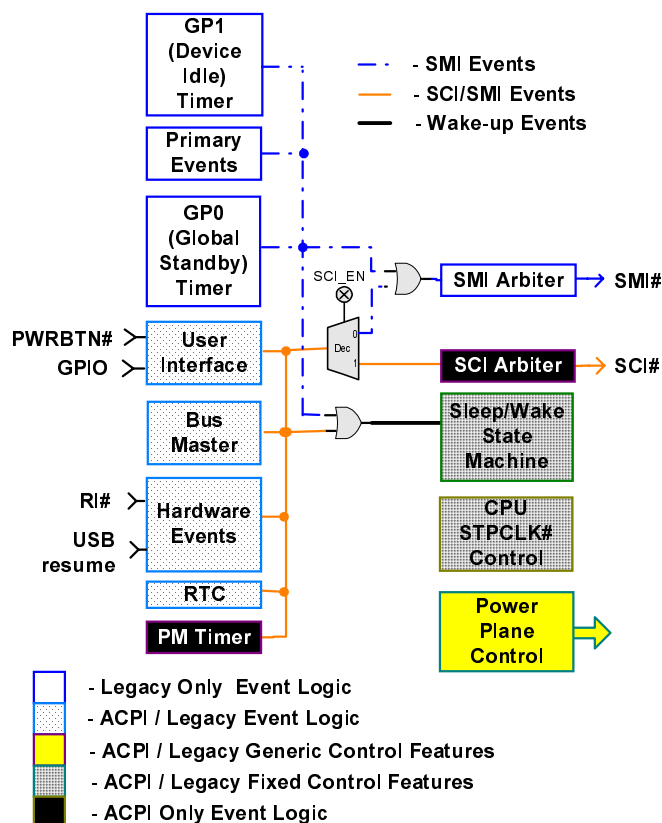 GP1
(Device
Idle)
Timer
- SMI Events
- SCI/SMI Events
- Wake-up Events
Primary
Events
GP0
(Global
Standby)
Timer
SCI_EN
SMI Arbiter
SMI#
PWRBTN#
GPIO
User
Interface
0
Dec
1
SCI Arbiter
SCI#
Bus
Master
Sleep/Wake
State
Machine
RI#
USB
resume
Hardware
Events
CPU
STPCLK#
Control
RTC
PM Timer
Power
Plane
Control
- Legacy Only Event Logic
- ACPI / Legacy Event Logic
- ACPI / Legacy Generic Control Features
- ACPI / Legacy Fixed Control Features
- ACPI Only Event Logic